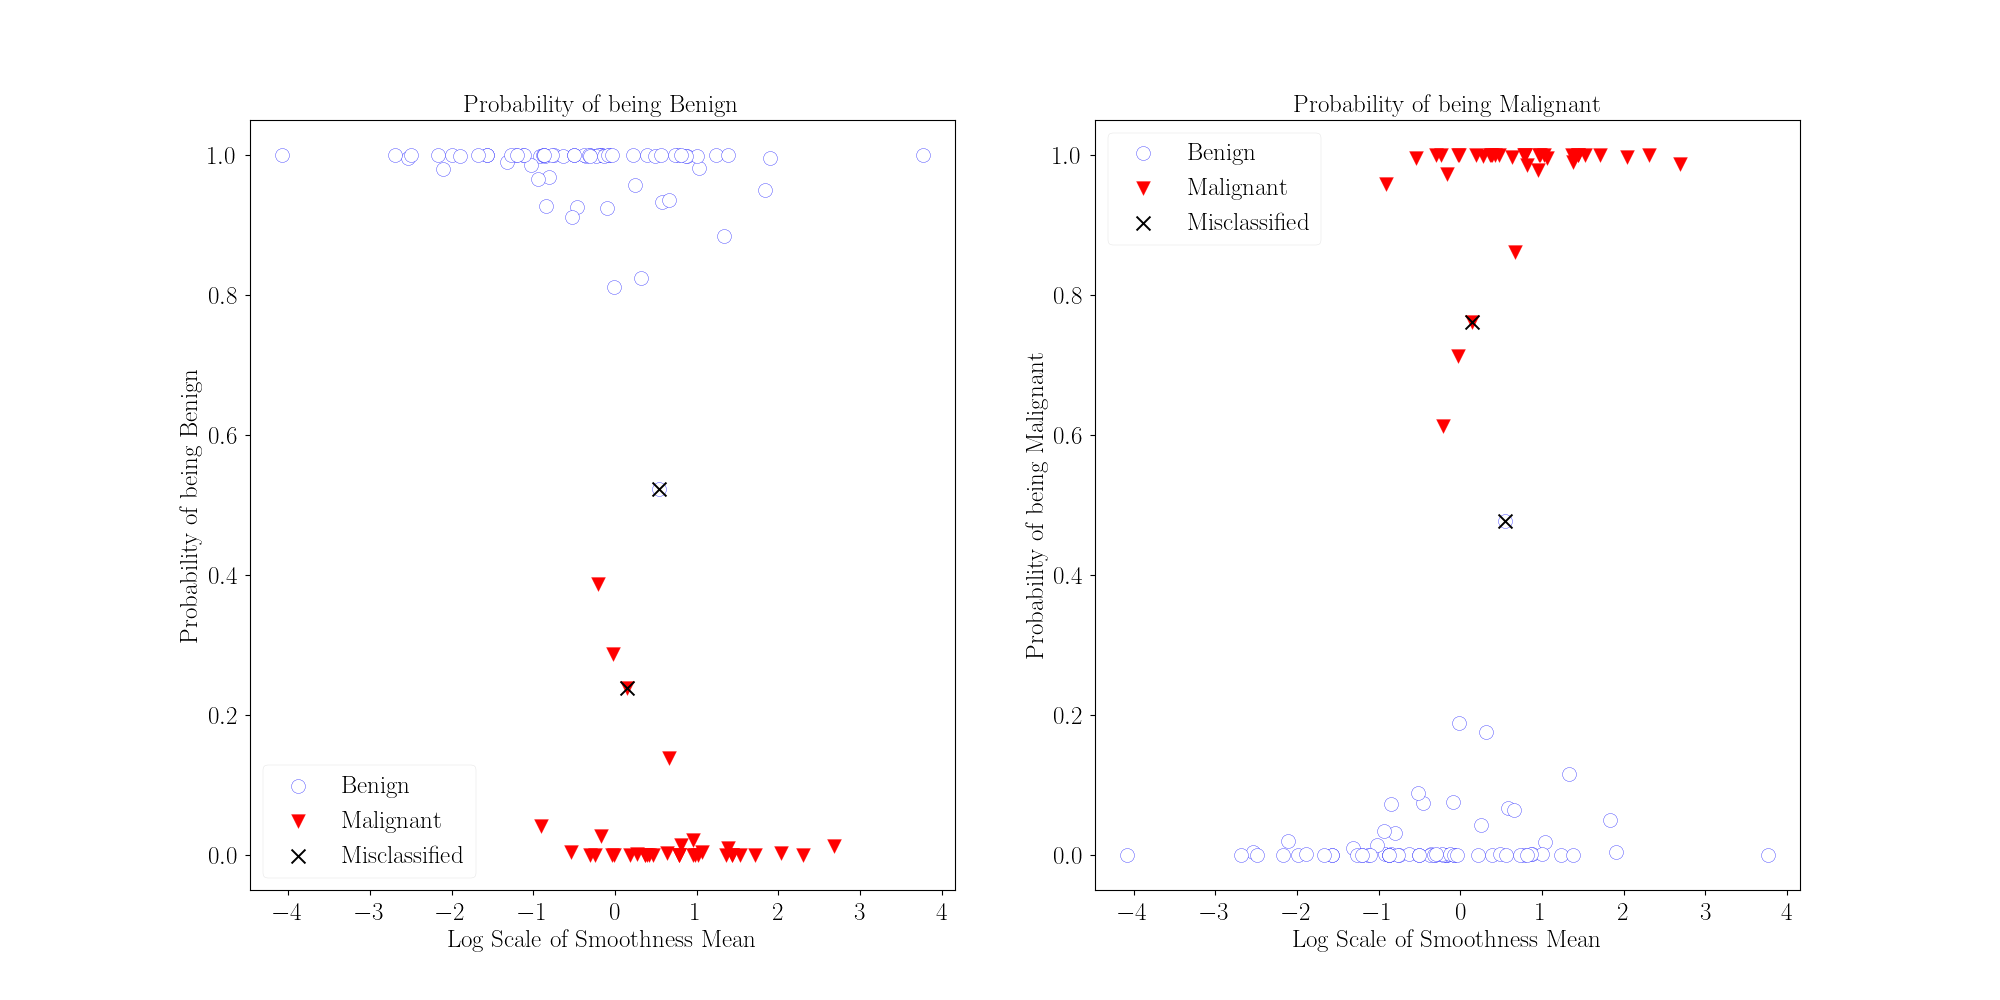 Probability of being Benign
Probability of being Benign
1.0
0.8
0.6
0.4
0.2
0.0
Benign
Malignant
Misclassified
−4 −3 −2 −1 0 1 2 3 4
Log Scale of Smoothness Mean
Probability of being Malignant
Probability of being Malignant
1.0
0.8
0.6
0.4
0.2
0.0
Benign
Malignant
Misclassified
−4 −3 −2 −1 0 1 2 3 4
Log Scale of Smoothness Mean